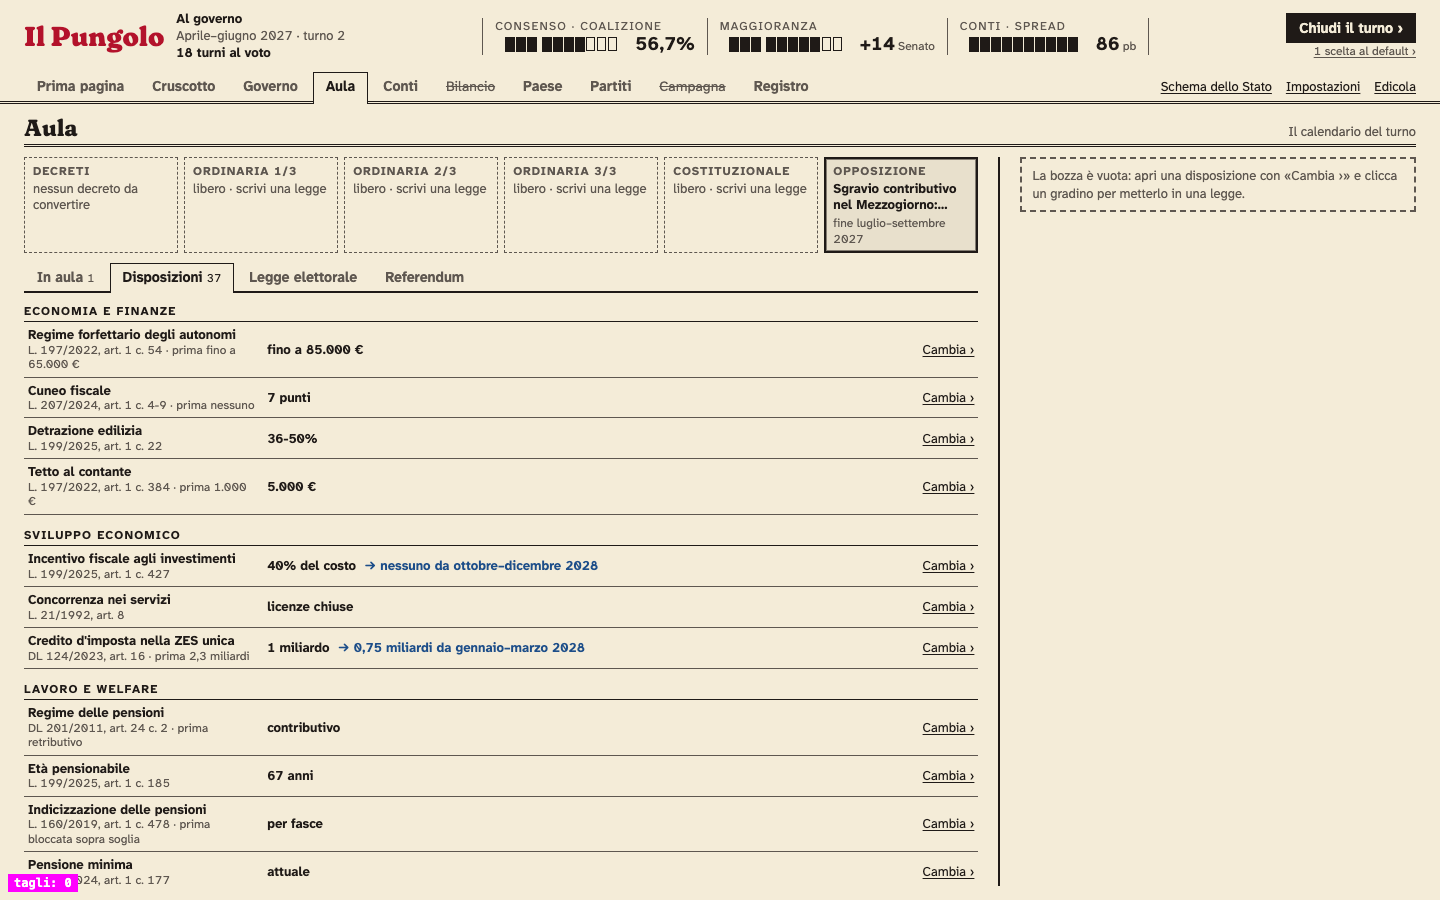 Il Pungolo
Al governo
Aprile–giugno 2027 · turno 2
18 turni al voto
CONSENSO · COALIZIONE
56,7%
MAGGIORANZA
+14 Senato
CONTI · SPREAD
86 pb
Chiudi il turno ›
1 scelta al default ›
Prima pagina Cruscotto Governo Aula Conti Bilancio Paese Partiti Campagna Registro
Schema dello Stato Impostazioni Edicola
Aula
Il calendario del turno
DECRETI
nessun decreto da
convertire
ORDINARIA 1/3
libero · scrivi una legge
ORDINARIA 2/3
libero · scrivi una legge
ORDINARIA 3/3
libero · scrivi una legge
COSTITUZIONALE
libero · scrivi una legge
OPPOSIZIONE
Sgravio contributivo
nel Mezzogiorno:...
fine luglio–settembre
2027
La bozza è vuota: apri una disposizione con «Cambia ›» e clicca
un gradino per metterlo in una legge.
In aula 1 Disposizioni 37 Legge elettorale Referendum
ECONOMIA E FINANZE
Regime forfettario degli autonomi
L. 197/2022, art. 1 c. 54 · prima fino a
65.000 €
fino a 85.000 €
Cambia ›
Cuneo fiscale
L. 207/2024, art. 1 c. 4-9 · prima nessuno
7 punti
Cambia ›
Detrazione edilizia
L. 199/2025, art. 1 c. 22
36-50%
Cambia ›
Tetto al contante
L. 197/2022, art. 1 c. 384 · prima 1.000
€
5.000 €
Cambia ›
SVILUPPO ECONOMICO
Incentivo fiscale agli investimenti
L. 199/2025, art. 1 c. 427
40% del costo → nessuno da ottobre–dicembre 2028
Cambia ›
Concorrenza nei servizi
L. 21/1992, art. 8
licenze chiuse
Cambia ›
Credito d'imposta nella ZES unica
DL 124/2023, art. 16 · prima 2,3 miliardi
1 miliardo → 0,75 miliardi da gennaio–marzo 2028
Cambia ›
LAVORO E WELFARE
Regime delle pensioni
DL 201/2011, art. 24 c. 2 · prima
retributivo
contributivo
Cambia ›
Età pensionabile
L. 199/2025, art. 1 c. 185
67 anni
Cambia ›
Indicizzazione delle pensioni
L. 160/2019, art. 1 c. 478 · prima
bloccata sopra soglia
per fasce
Cambia ›
Pensione minima
024, art. 1 c. 177
attuale
Cambia ›
tagli: 0